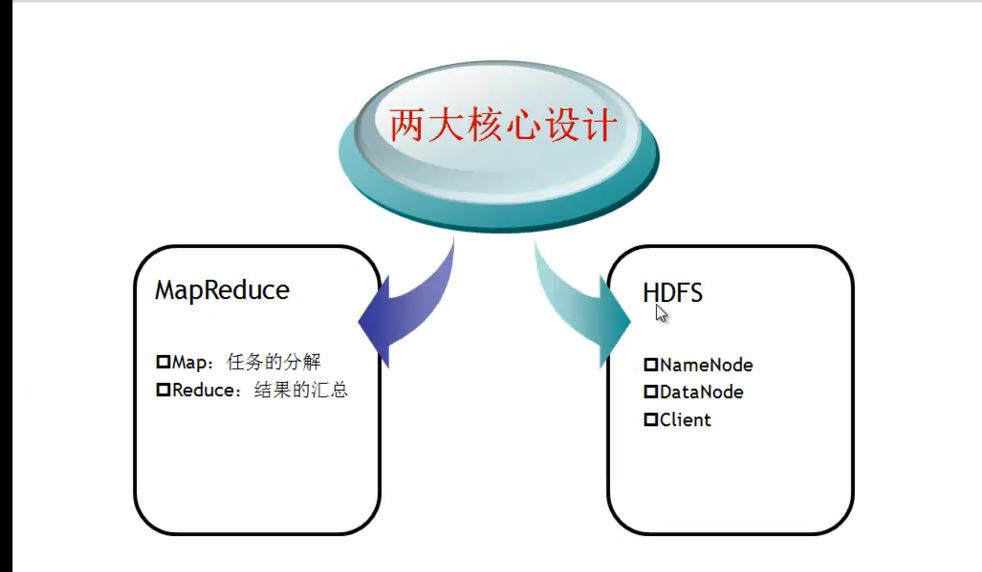 两大核心设计
MapReduce
Map：任务的分解
Reduce：结果的汇总
HDFS
NameNode
DataNode
Client